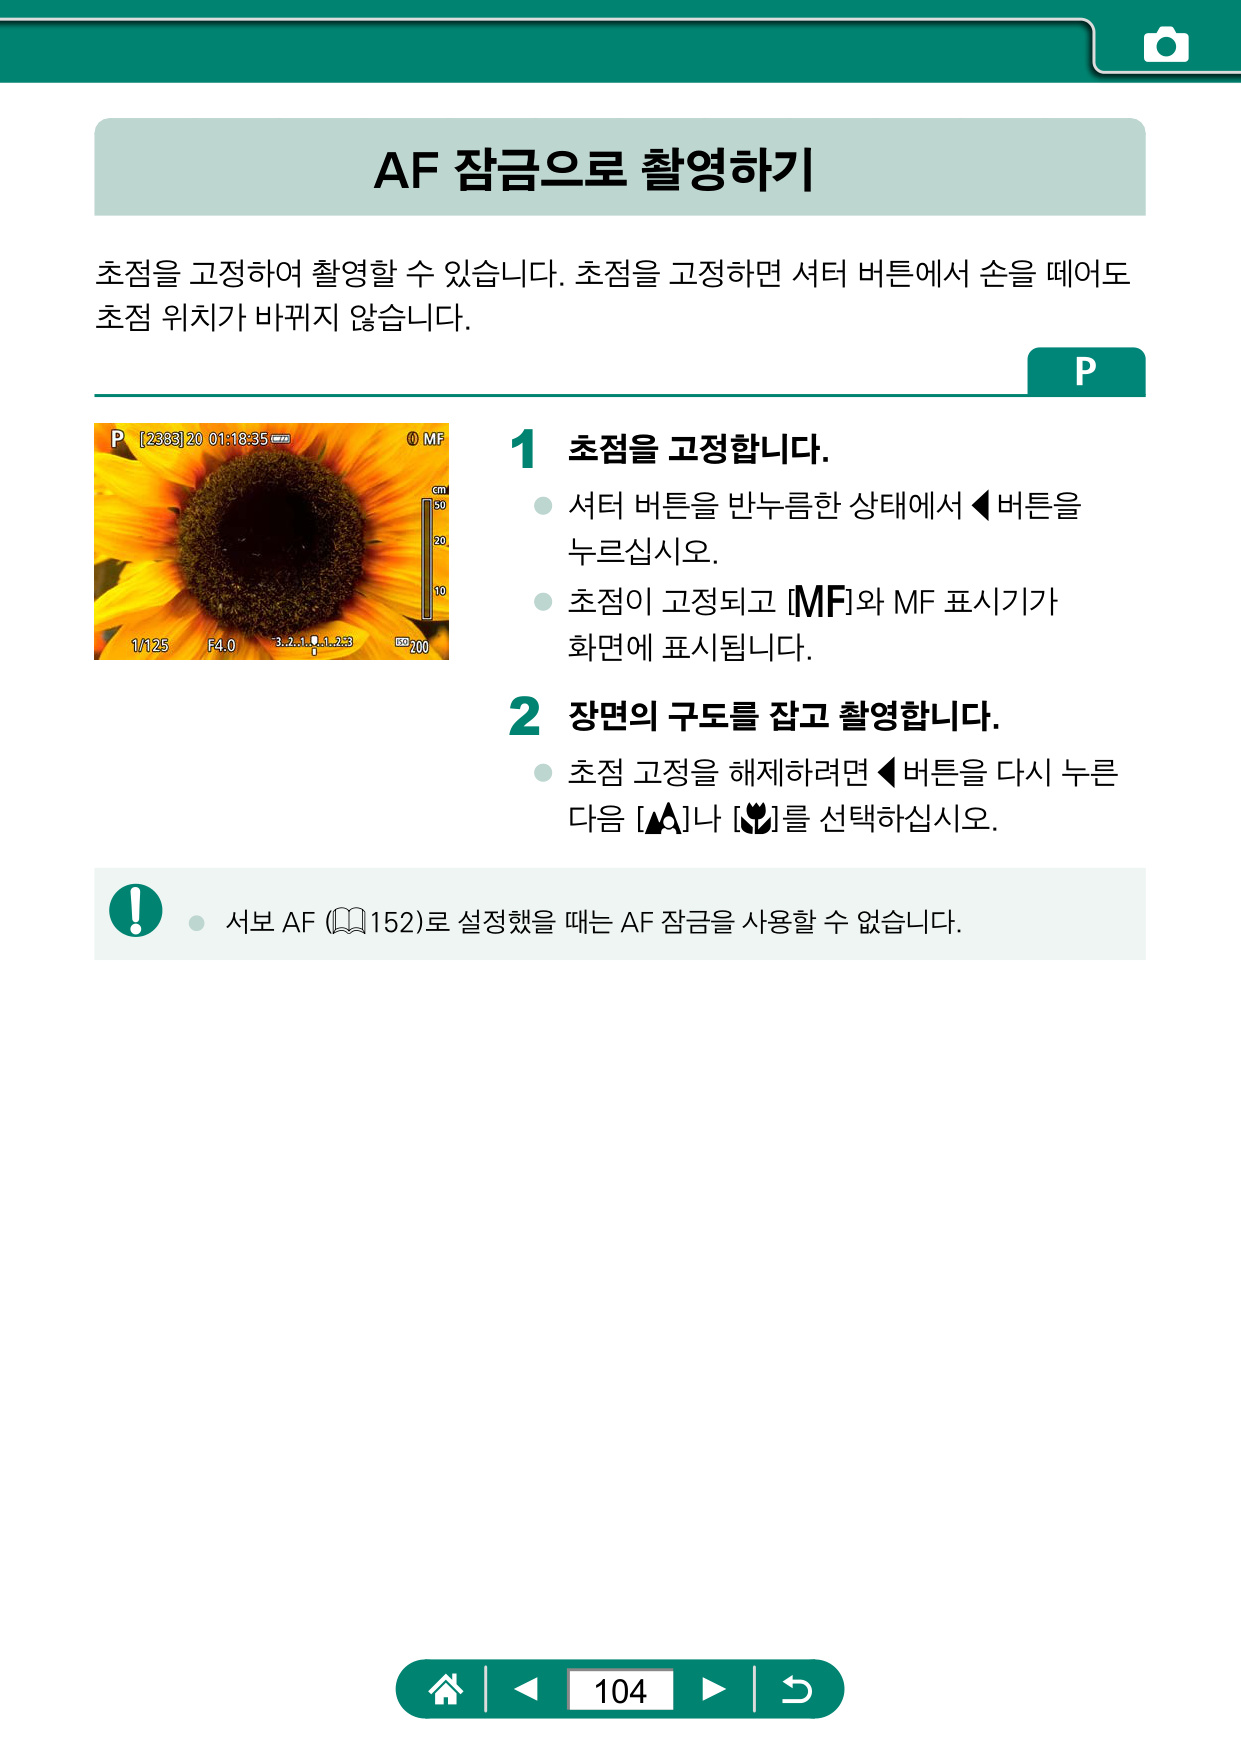 AF 잠금으로 촬영하기
초점을 고정하여 촬영할 수 있습니다. 초점을 고정하면 셔터 버튼에서 손을 떼어도
초점 위치가 바뀌지 않습니다.
P
P [2383] 20 01:18:35 MF
cm
50
20
10
1/125 F4.0 -3..2..1..0..1..2..3 ISO 200
1 초점을 고정합니다.
● 셔터 버튼을 반누름한 상태에서 ◀ 버튼을
누르십시오.
● 초점이 고정되고 [MF]와 MF 표시기가
화면에 표시됩니다.
2 장면의 구도를 잡고 촬영합니다.
● 초점 고정을 해제하려면 ◀ 버튼을 다시 누른
다음 []나 []를 선택하십시오.
● 서보 AF (152)로 설정했을 때는 AF 잠금을 사용할 수 없습니다.
104